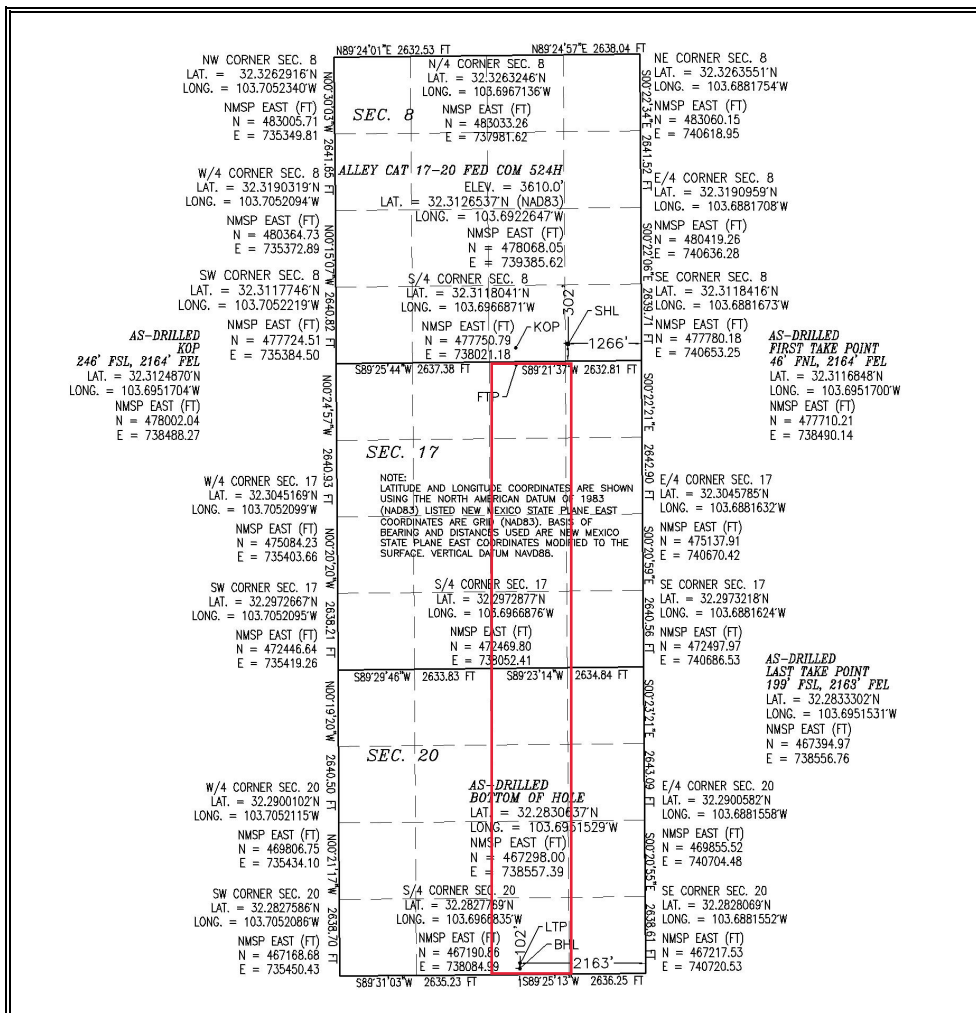 N89°24'01"E 2632.53 FT
N89°24'57"E 2638.04 FT
NW CORNER SEC. 8
LAT. = 32.3262916'N
LONG. = 103.7052340'W
NMSP EAST (FT)
N = 483005.71
E = 735349.81
N/4 CORNER SEC. 8
LAT. = 32.3263246'N
LONG. = 103.6967136'W
NMSP EAST (FT)
N = 483033.26
E = 737981.62
NE CORNER SEC. 8
LAT. = 32.3263551'N
LONG. = 103.6881754'W
NMSP EAST (FT)
N = 483060.15
E = 740618.95
N00°30'03"W 2641.65 FT
SEC. 8
S00°22'34"E 2641.52 FT
ALLEY CAT 17-20 FED COM 524H
ELEV. = 3610.0'
LAT. = 32.3126537'N (NAD83)
LONG. = 103.6922647'W
NMSP EAST (FT)
N = 478068.05
E = 739385.62
W/4 CORNER SEC. 8
LAT. = 32.3190319'N
LONG. = 103.7052094'W
NMSP EAST (FT)
N = 480364.73
E = 735372.89
E/4 CORNER SEC. 8
LAT. = 32.3190959'N
LONG. = 103.6881708'W
NMSP EAST (FT)
N = 480419.26
E = 740636.28
N00°15'07"W 2640.82 FT
S00°22'06"E 2639.71 FT
SW CORNER SEC. 8
LAT. = 32.3117746'N
LONG. = 103.7052219'W
NMSP EAST (FT)
N = 477724.51
E = 735384.50
S/4 CORNER SEC. 8
LAT. = 32.3118041'N
LONG. = 103.6966871'W
NMSP EAST (FT)
N = 477750.79
E = 738021.18
302'
SHL
KOP
1266'
SE CORNER SEC. 8
LAT. = 32.3118416'N
LONG. = 103.6881673'W
NMSP EAST (FT)
N = 477780.18
E = 740653.25
AS-DRILLED
KOP
246' FSL, 2164' FEL
LAT. = 32.3124870'N
LONG. = 103.6951704'W
NMSP EAST (FT)
N = 478002.04
E = 738488.27
AS-DRILLED
FIRST TAKE POINT
46' FNL, 2164' FEL
LAT. = 32.3116848'N
LONG. = 103.6951700'W
NMSP EAST (FT)
N = 477710.21
E = 738490.14
S89°25'44"W 2637.38 FT
S89°21'37"W 2632.81 FT
FTP
N00°24'57"W 2640.93 FT
S00°22'21"E 2642.90 FT
SEC. 17
NOTE:
LATITUDE AND LONGITUDE COORDINATES ARE SHOWN
USING THE NORTH AMERICAN DATUM OF 1983
(NAD83) LISTED NEW MEXICO STATE PLANE EAST
COORDINATES ARE GRID (NAD83). BASIS OF
BEARING AND DISTANCES USED ARE NEW MEXICO
STATE PLANE EAST COORDINATES MODIFIED TO THE
SURFACE. VERTICAL DATUM NAVD88.
W/4 CORNER SEC. 17
LAT. = 32.3045169'N
LONG. = 103.7052099'W
NMSP EAST (FT)
N = 475084.23
E = 735403.66
E/4 CORNER SEC. 17
LAT. = 32.3045785'N
LONG. = 103.6881632'W
NMSP EAST (FT)
N = 475137.91
E = 740670.42
N00°20'20"W 2638.21 FT
S00°20'59"E 2640.56 FT
SW CORNER SEC. 17
LAT. = 32.2972667'N
LONG. = 103.7052095'W
NMSP EAST (FT)
N = 472446.64
E = 735419.26
S/4 CORNER SEC. 17
LAT. = 32.2972877'N
LONG. = 103.6966876'W
NMSP EAST (FT)
N = 472469.80
E = 738052.41
SE CORNER SEC. 17
LAT. = 32.2973218'N
LONG. = 103.6881624'W
NMSP EAST (FT)
N = 472497.97
E = 740686.53
S89°29'46"W 2633.83 FT
S89°23'14"W 2634.84 FT
AS-DRILLED
LAST TAKE POINT
199' FSL, 2163' FEL
LAT. = 32.2833302'N
LONG. = 103.6951531'W
NMSP EAST (FT)
N = 467394.97
E = 738556.76
N00°19'20"W 2640.50 FT
S00°23'21"E 2643.09 FT
SEC. 20
AS-DRILLED
BOTTOM OF HOLE
LAT. = 32.2830637'N
LONG. = 103.6951529'W
NMSP EAST (FT)
N = 467298.00
E = 738557.39
W/4 CORNER SEC. 20
LAT. = 32.2900102'N
LONG. = 103.7052115'W
NMSP EAST (FT)
N = 469806.75
E = 735434.10
E/4 CORNER SEC. 20
LAT. = 32.2900582'N
LONG. = 103.6881558'W
NMSP EAST (FT)
N = 469855.52
E = 740704.48
N00°21'17"W 2638.70 FT
S00°20'55"E 2638.61 FT
SW CORNER SEC. 20
LAT. = 32.2827586'N
LONG. = 103.7052086'W
NMSP EAST (FT)
N = 467168.68
E = 735450.43
S/4 CORNER SEC. 20
LAT. = 32.2827769'N
LONG. = 103.6966835'W
NMSP EAST (FT)
N = 467190.86
E = 738084.99
102'
LTP
BHL
2163'
SE CORNER SEC. 20
LAT. = 32.2828069'N
LONG. = 103.6881552'W
NMSP EAST (FT)
N = 467217.53
E = 740720.53
S89°31'03"W 2635.23 FT
S89°25'13"W 2636.25 FT